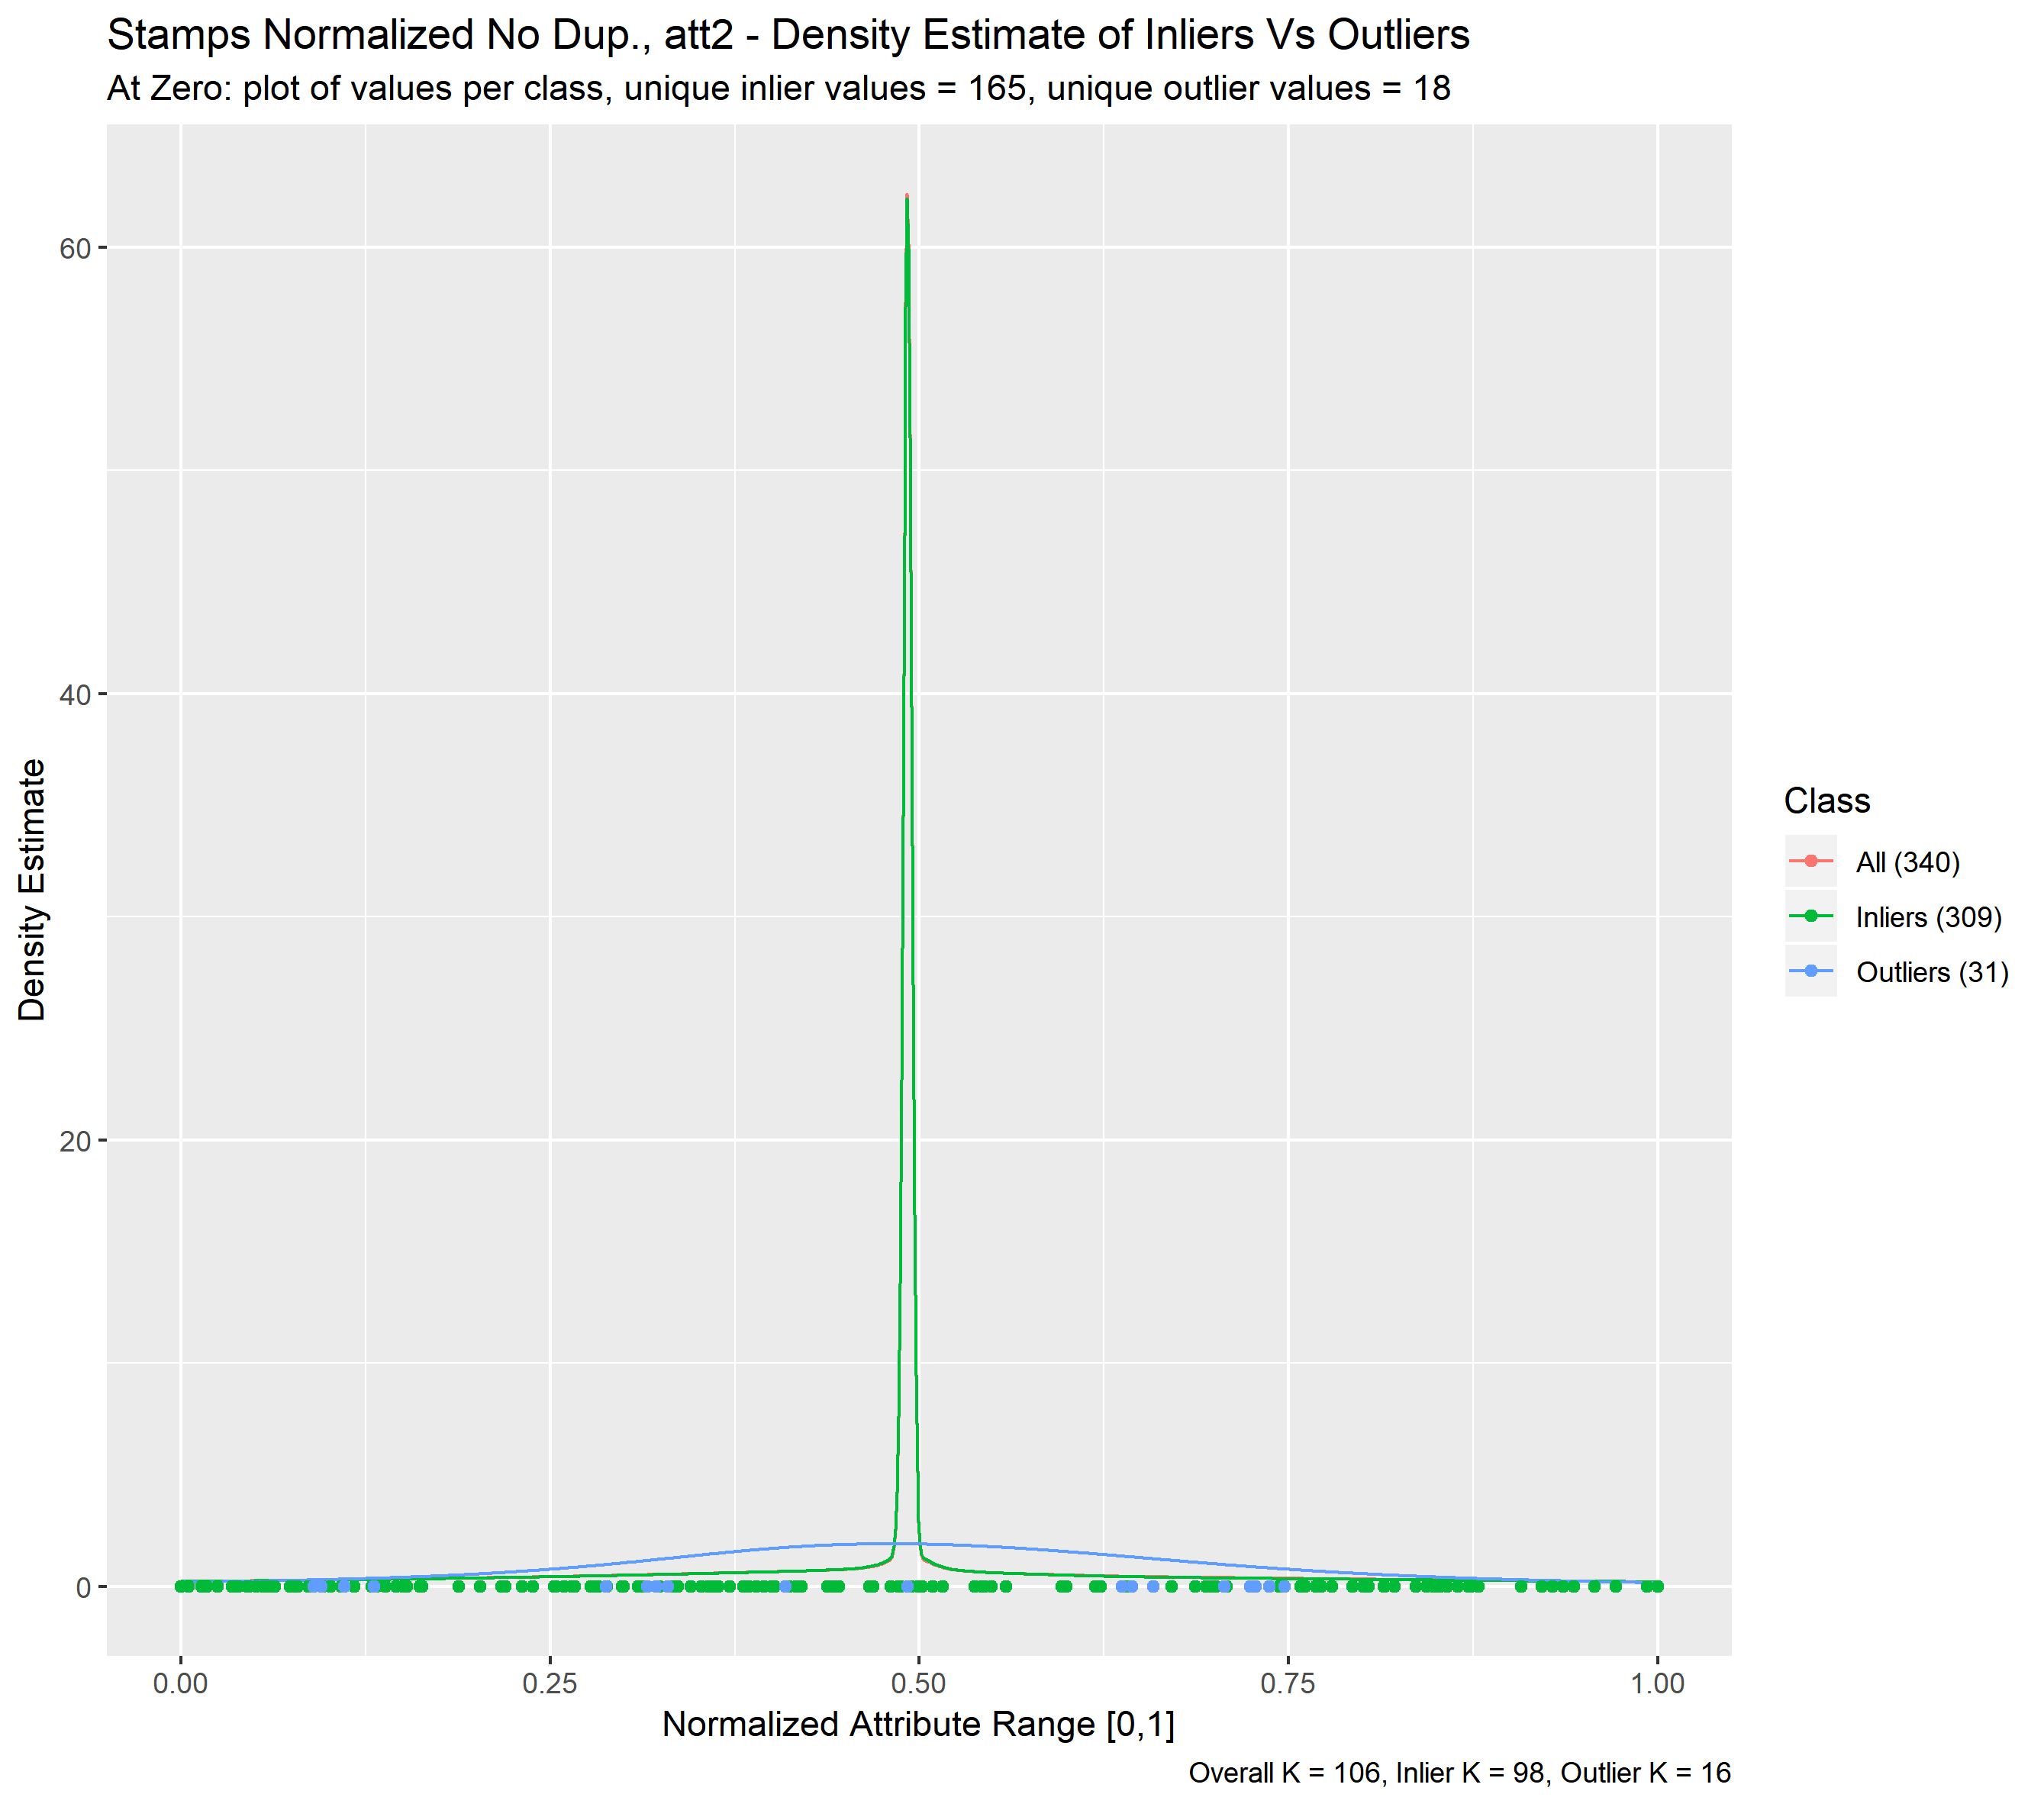 Stamps Normalized No Dup., att2 - Density Estimate of Inliers Vs Outliers
At Zero: plot of values per class, unique inlier values = 165, unique outlier values = 18
60
40
20
0
Density Estimate
0.00
0.25
0.50
0.75
1.00
Normalized Attribute Range [0,1]
Overall K = 106, Inlier K = 98, Outlier K = 16
Class
All (340)
Inliers (309)
Outliers (31)